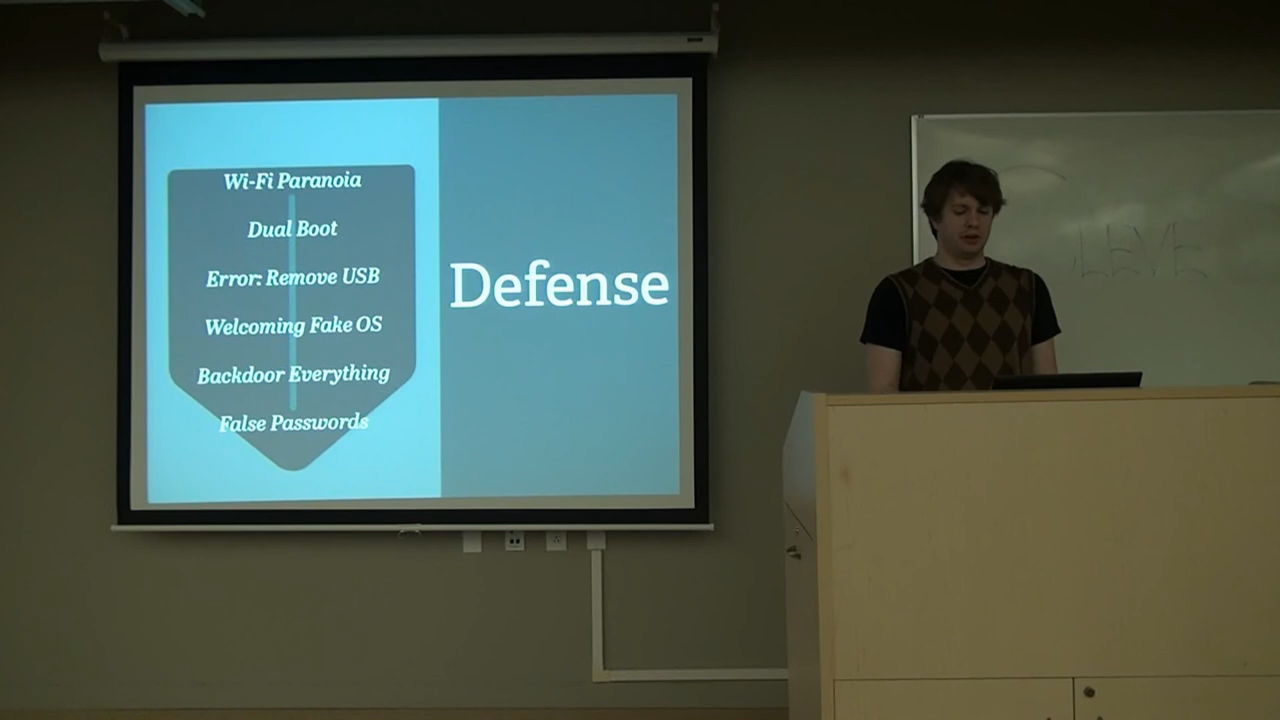 Wi-Fi Paranoia
Dual Boot
Error: Remove USB
Welcoming Fake OS
Backdoor Everything
False Passwords
Defense